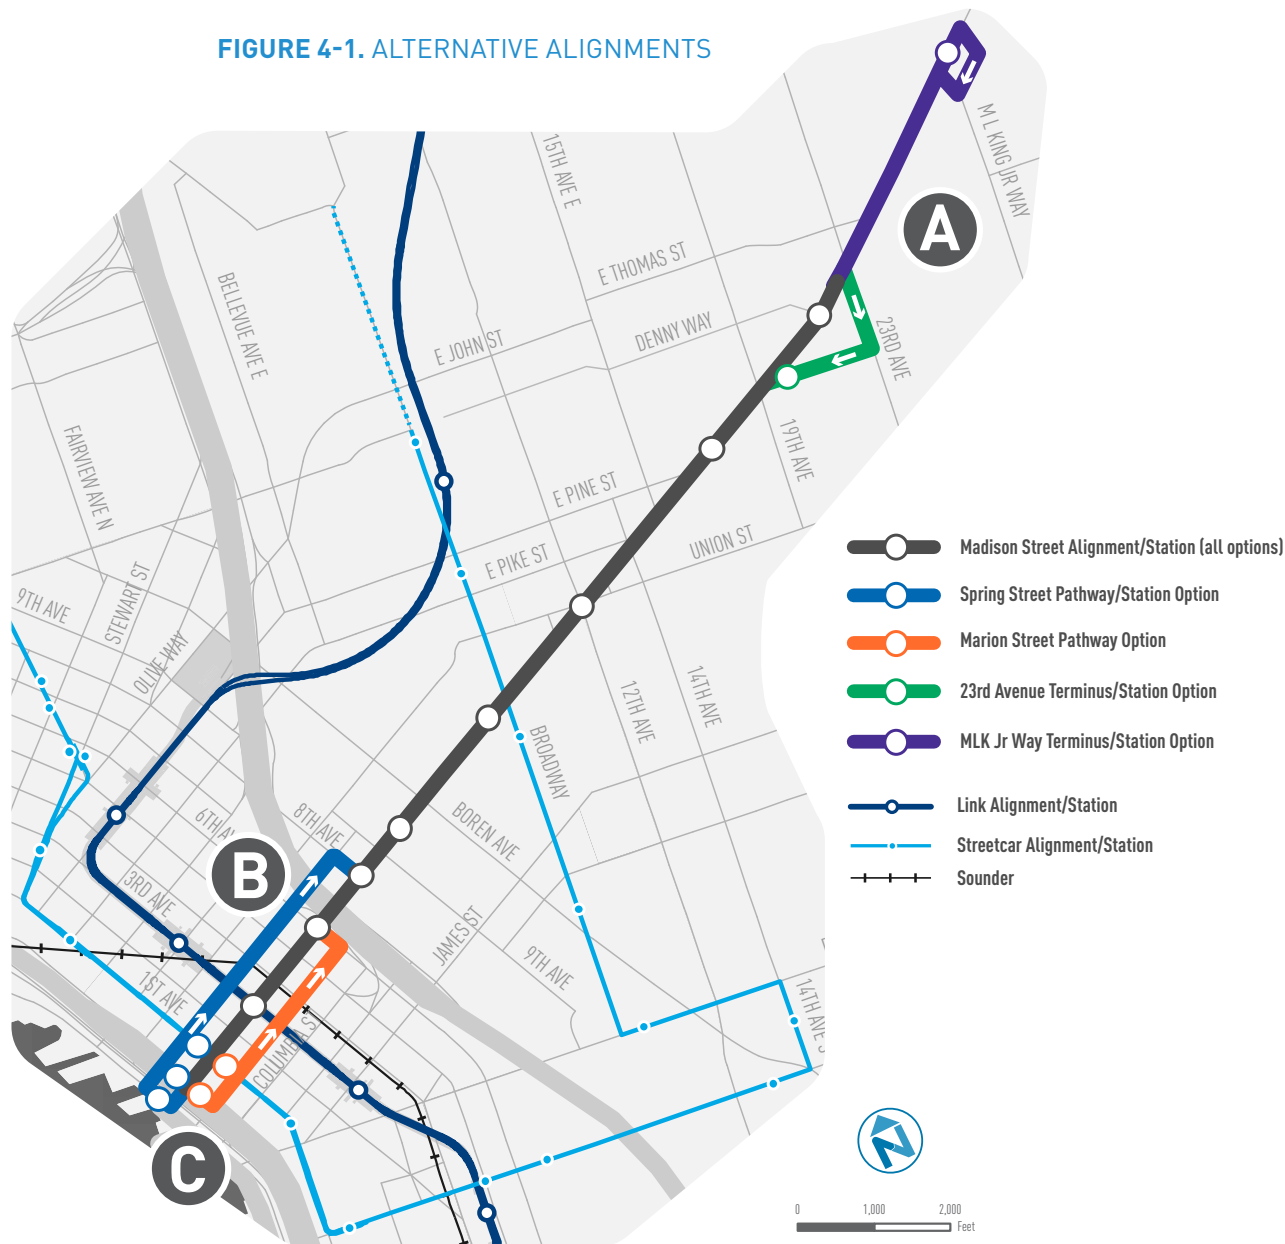 FIGURE 4-1. ALTERNATIVE ALIGNMENTS
M L KING JR WAY
15TH AVE E
A
E THOMAS ST
BELLEVUE AVE E
DENNY WAY
E JOHN ST
23RD AVE
19TH AVE
FAIRVIEW AVE N
E PINE ST
UNION ST
E PIKE ST
STEWART ST
9TH AVE
OLIVE WAY
14TH AVE
12TH AVE
BROADWAY
8TH AVE
6TH AVE
BOREN AVE
B
3RD AVE
JAMES ST
9TH AVE
1ST AVE
14TH AVE S
COLUMBIA S
C
Madison Street Alignment/Station (all options)
Spring Street Pathway/Station Option
Marion Street Pathway Option
23rd Avenue Terminus/Station Option
MLK Jr Way Terminus/Station Option
Link Alignment/Station
Streetcar Alignment/Station
Sounder
N
0 1,000 2,000
Feet